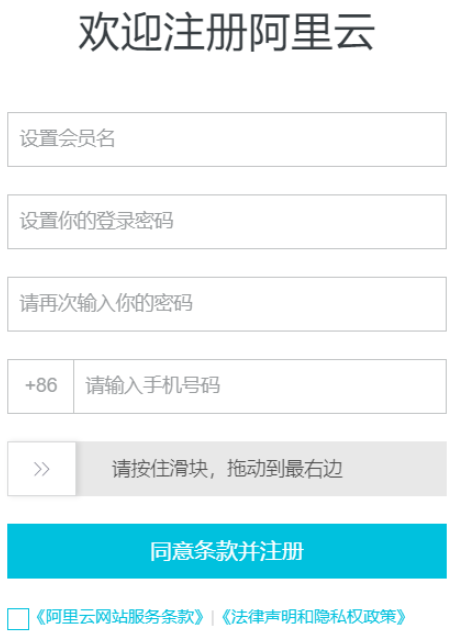 欢迎注册阿里云
设置会员名
设置你的登录密码
请再次输入你的密码
+86 请输入手机号码
>> 请按住滑块，拖动到最右边
同意条款并注册
《阿里云网站服务条款》 | 《法律声明和隐私权政策》